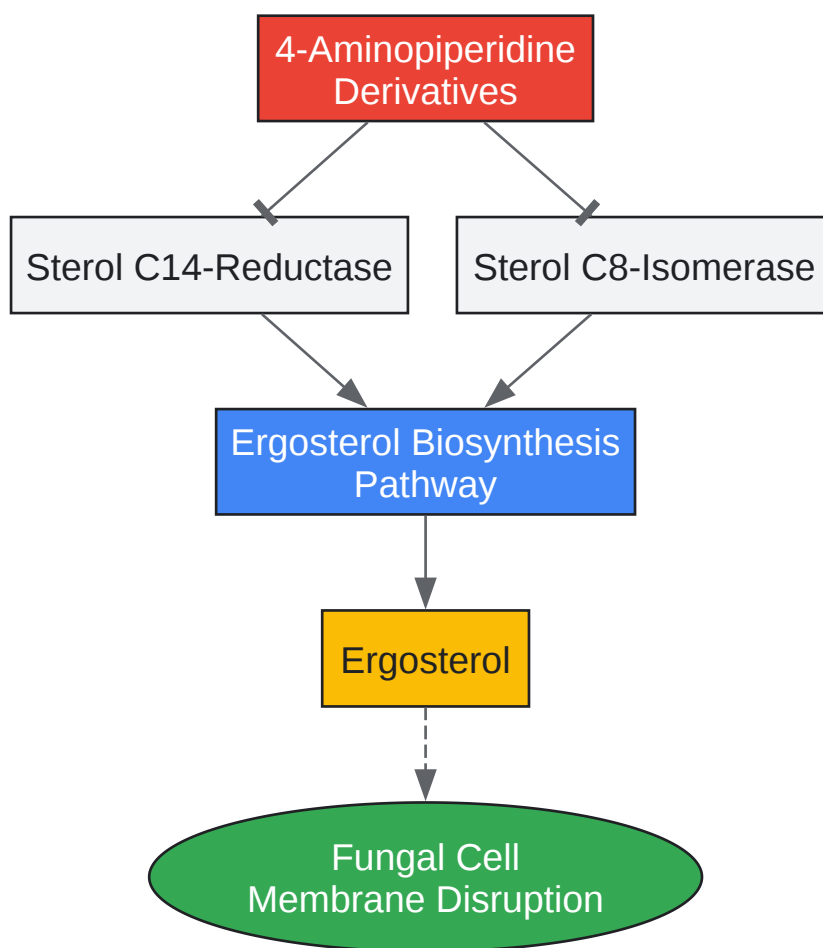 4-Aminopiperidine
Derivatives
Sterol C14-Reductase
Sterol C8-Isomerase
Ergosterol Biosynthesis
Pathway
Ergosterol
Fungal Cell
Membrane Disruption